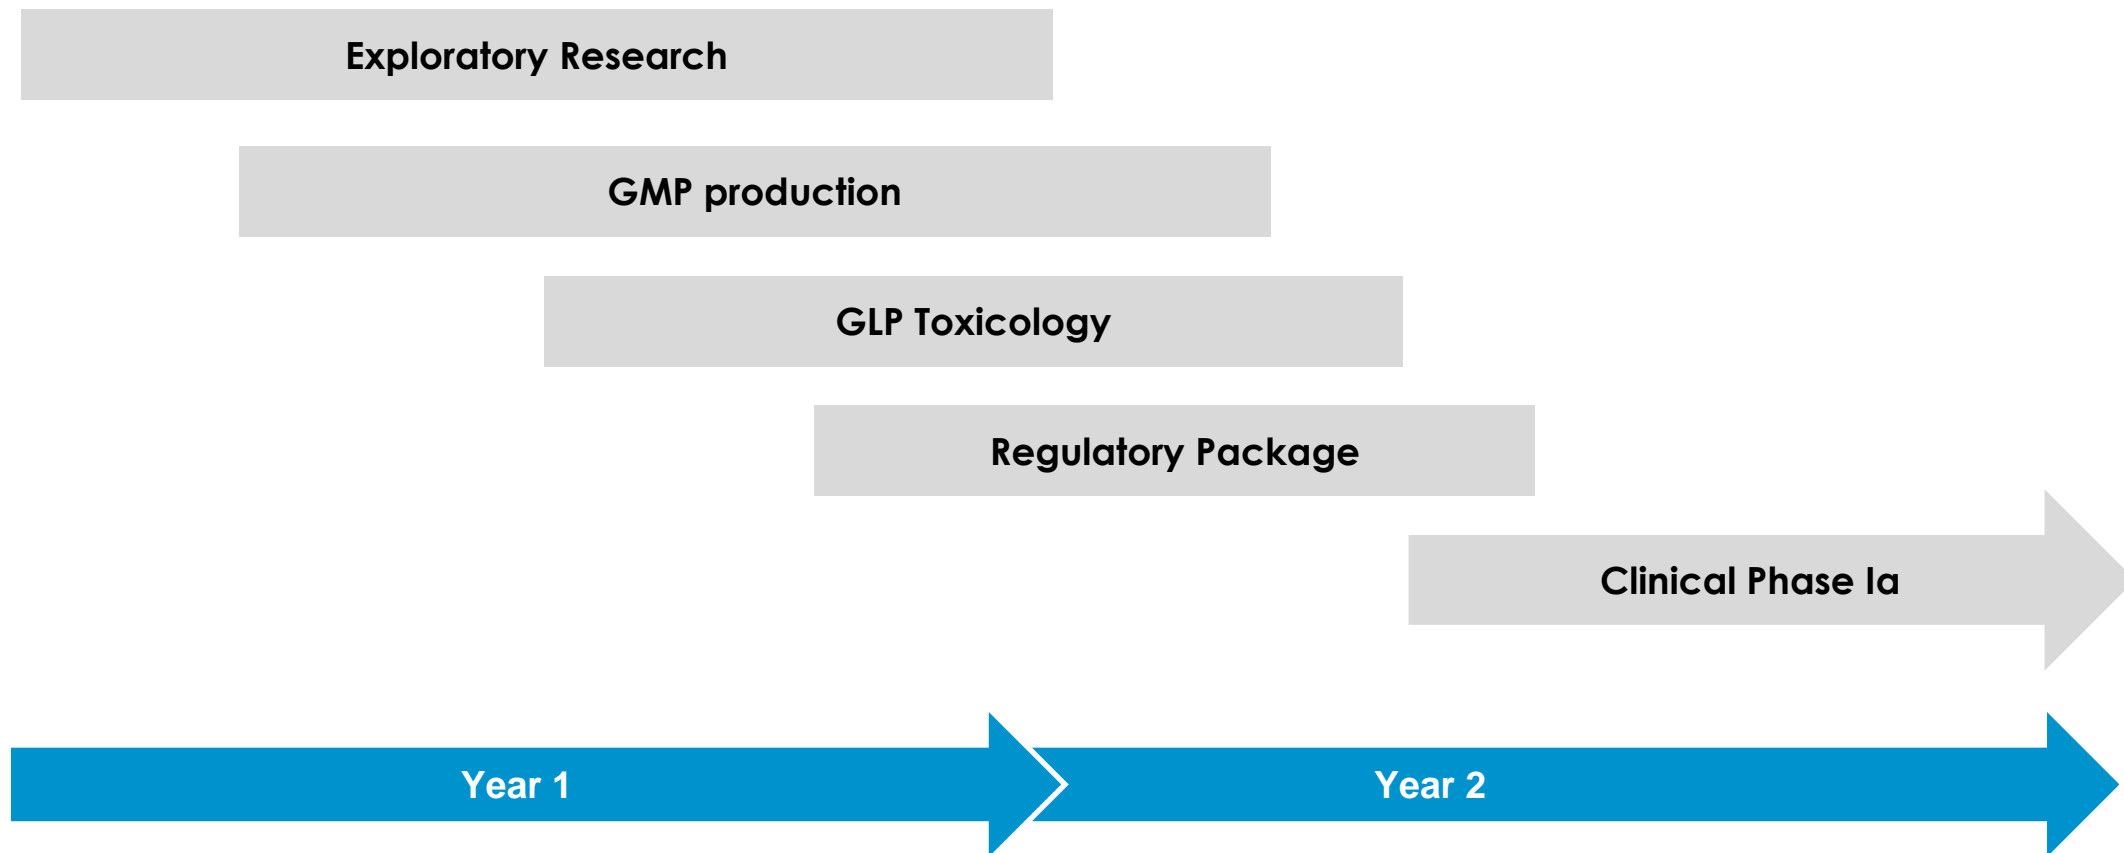 Exploratory Research
GMP production
GLP Toxicology
Regulatory Package
Clinical Phase Ia
Year 1
Year 2